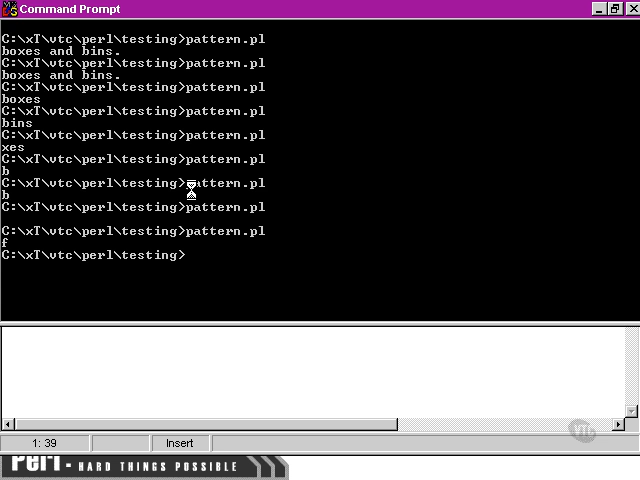 Command Prompt
C:\xT\vtc\perl\testing>pattern.pl
boxes and bins.
C:\xT\vtc\perl\testing>pattern.pl
boxes and bins.
C:\xT\vtc\perl\testing>pattern.pl
boxes
C:\xT\vtc\perl\testing>pattern.pl
bins
C:\xT\vtc\perl\testing>pattern.pl
xes
C:\xT\vtc\perl\testing>pattern.pl
b
C:\xT\vtc\perl\testing>pattern.pl
b
C:\xT\vtc\perl\testing>pattern.pl
C:\xT\vtc\perl\testing>pattern.pl
f
C:\xT\vtc\perl\testing>
VTC
1: 39
Insert
Perl - HARD THINGS POSSIBLE